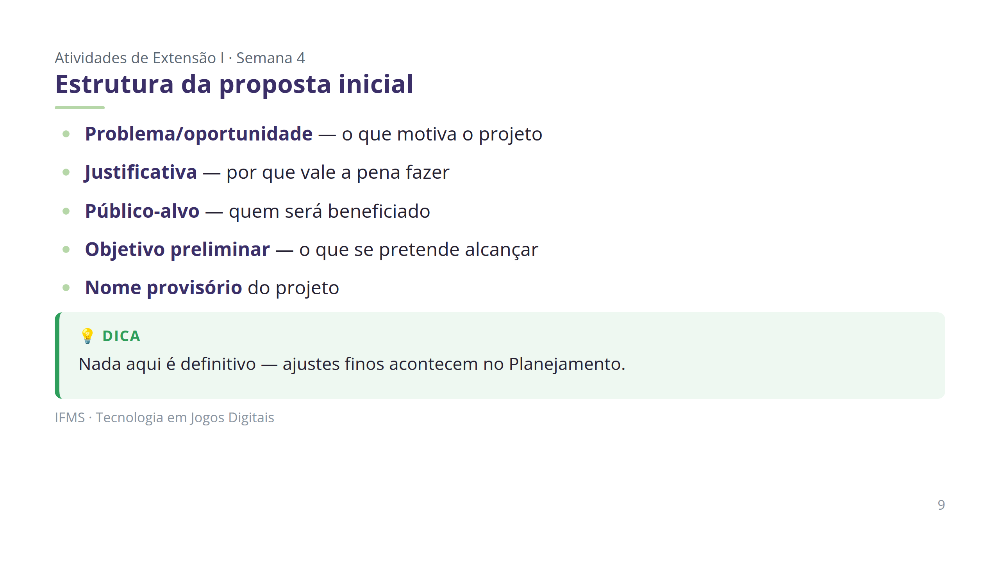 Atividades de Extensão I · Semana 4
Estrutura da proposta inicial
Problema/oportunidade — o que motiva o projeto
Justificativa — por que vale a pena fazer
Público-alvo — quem será beneficiado
Objetivo preliminar — o que se pretende alcançar
Nome provisório do projeto
💡 DICA
Nada aqui é definitivo — ajustes finos acontecem no Planejamento.
IFMS · Tecnologia em Jogos Digitais
9